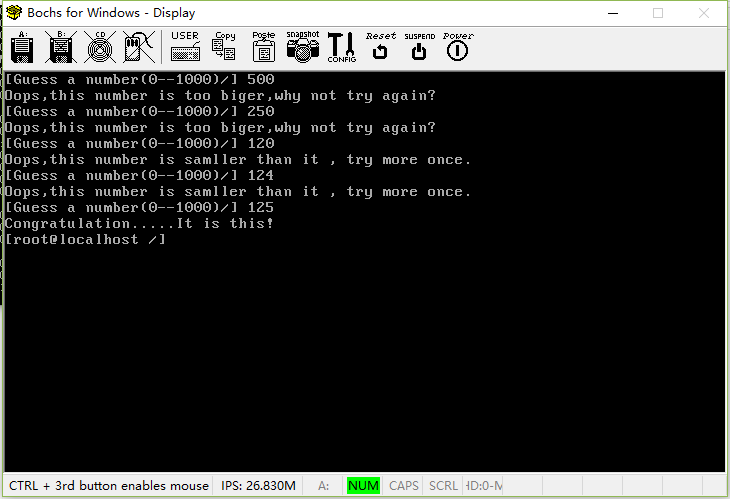 Bochs for Windows - Display
A: B: CD USER Copy Paste snapshot CONFIG Reset SUSPEND Power
[Guess a number(0--1000)/] 500
Oops,this number is too biger,why not try again?
[Guess a number(0--1000)/] 250
Oops,this number is too biger,why not try again?
[Guess a number(0--1000)/] 120
Oops,this number is samller than it , try more once.
[Guess a number(0--1000)/] 124
Oops,this number is samller than it , try more once.
[Guess a number(0--1000)/] 125
Congratulation.....It is this!
[root@localhost /]
CTRL + 3rd button enables mouse IPS: 26.830M A: NUM CAPS SCRL HD:0-M